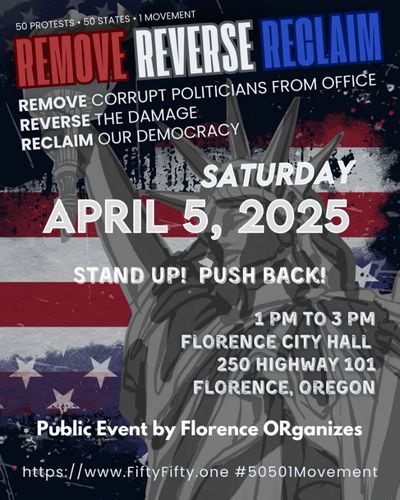 50 PROTESTS • 50 STATES • 1 MOVEMENT
REMOVE REVERSE RECLAIM
REMOVE CORRUPT POLITICIANS FROM OFFICE
REVERSE THE DAMAGE
RECLAIM OUR DEMOCRACY
SATURDAY
APRIL 5, 2025
STAND UP! PUSH BACK!
1 PM TO 3 PM
FLORENCE CITY HALL
250 HIGHWAY 101
FLORENCE, OREGON
Public Event by Florence ORganizes
https://www.FiftyFifty.one #50501Movement